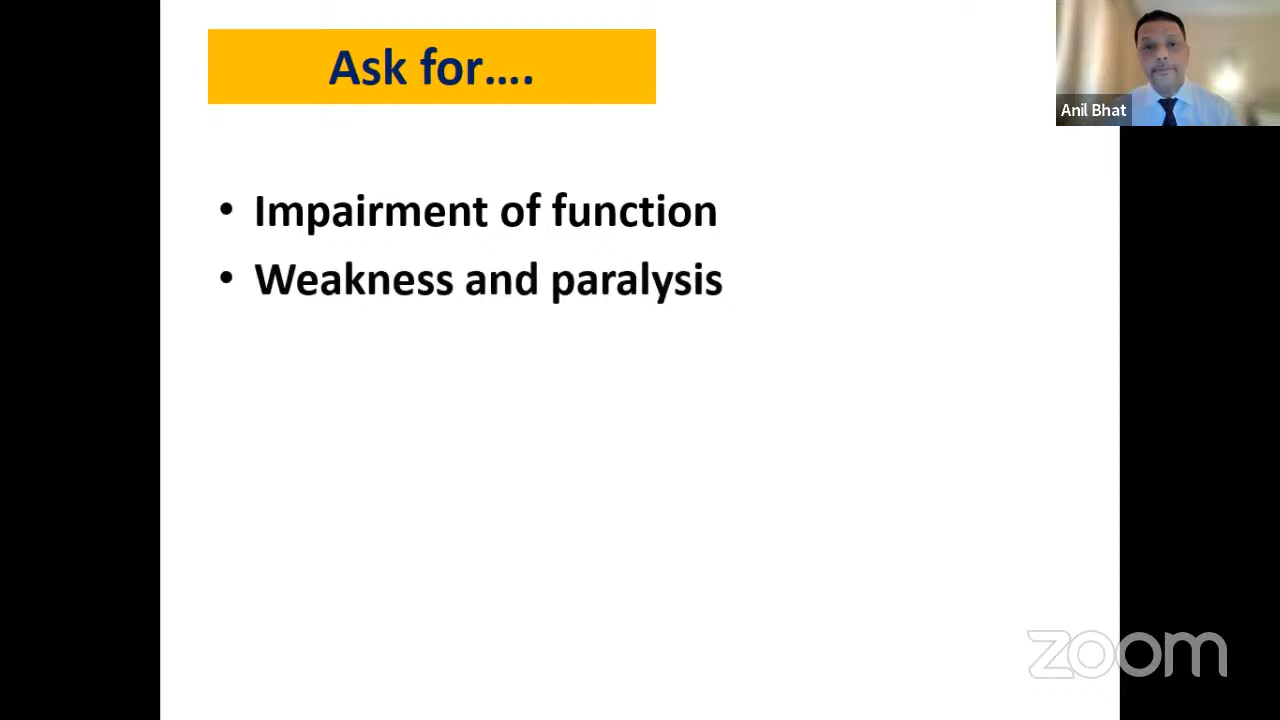 Ask for....
Anil Bhat
• Impairment of function
• Weakness and paralysis
zoom